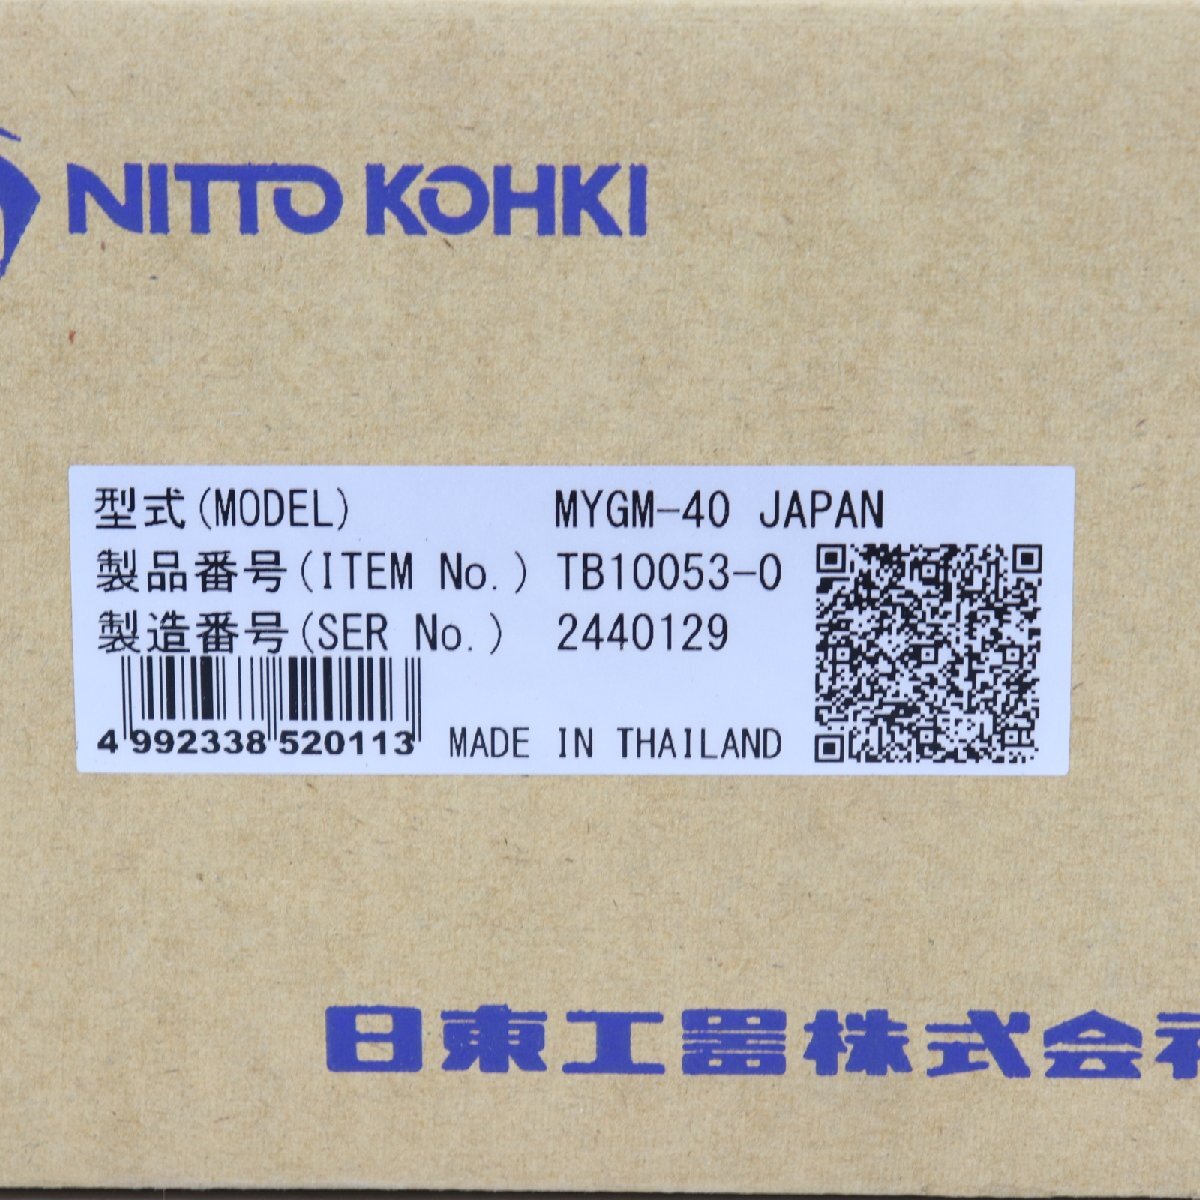 NITTO KOHKI
型式(MODEL) MYGM-40 JAPAN
製品番号(ITEM No.) TB10053-0
製造番号(SER No.) 2440129
4 992338 520113 MADE IN THAILAND
日東工器株式会社